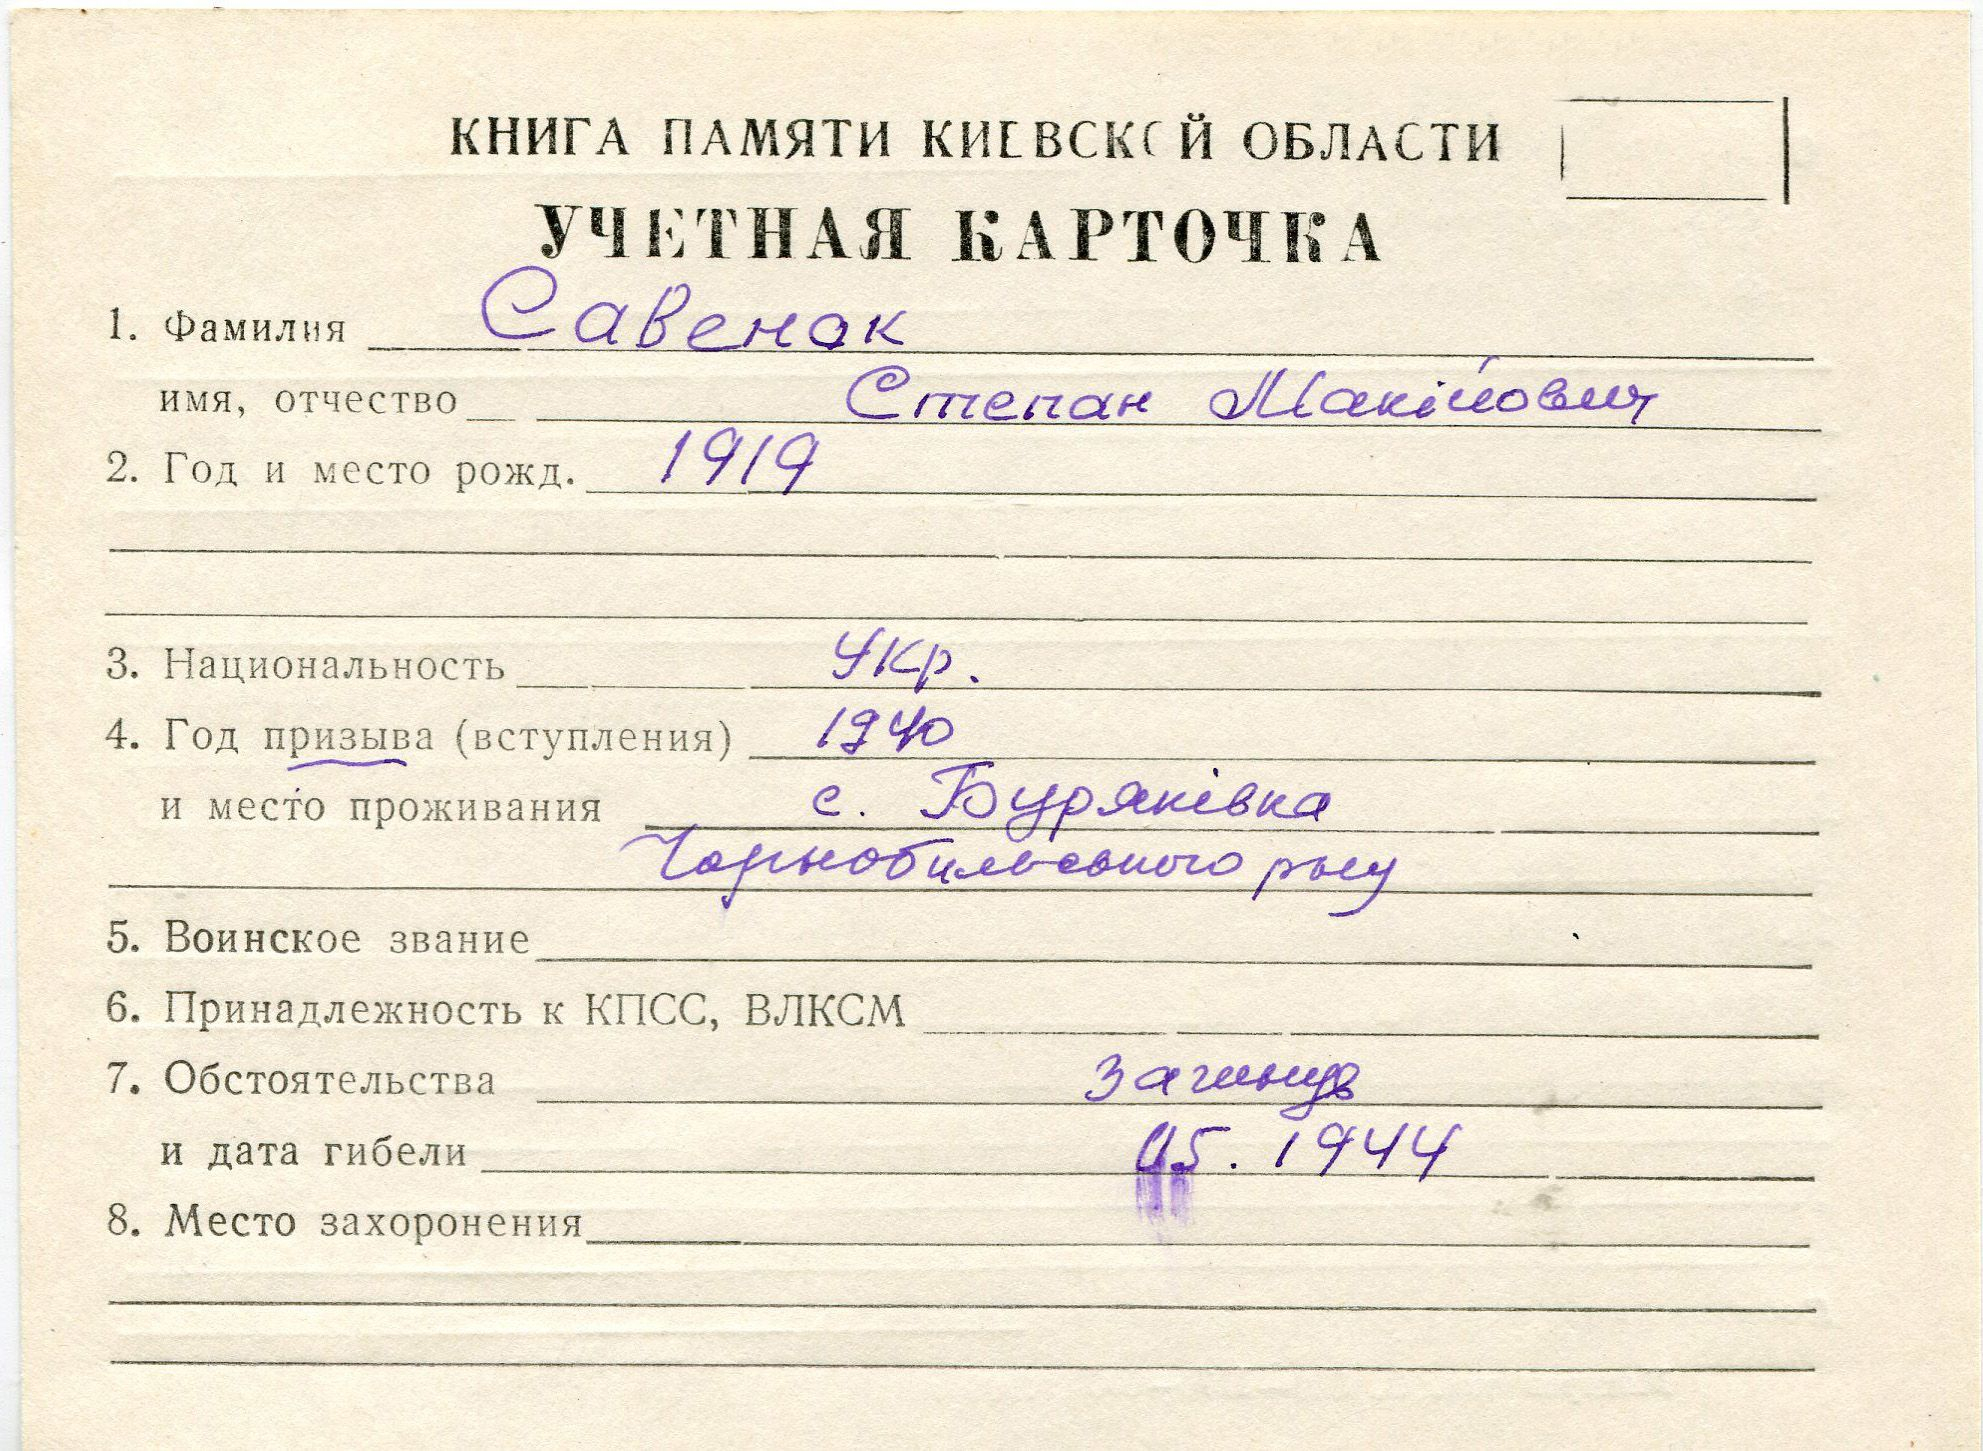 КНИГА ПАМЯТИ КИЕВСКОЙ ОБЛАСТИ
УЧЕТНАЯ КАРТОЧКА
1. Фамилия Савенок
имя, отчество Степан Макійович
2. Год и место рожд. 1919
3. Национальность Укр.
4. Год призыва (вступления) 1940
и место проживания с. Буряківка
Чорнобильського р-ну
5. Воинское звание
6. Принадлежность к КПСС, ВЛКСМ
7. Обстоятельства Загинув
и дата гибели 05.1944
8. Место захоронения